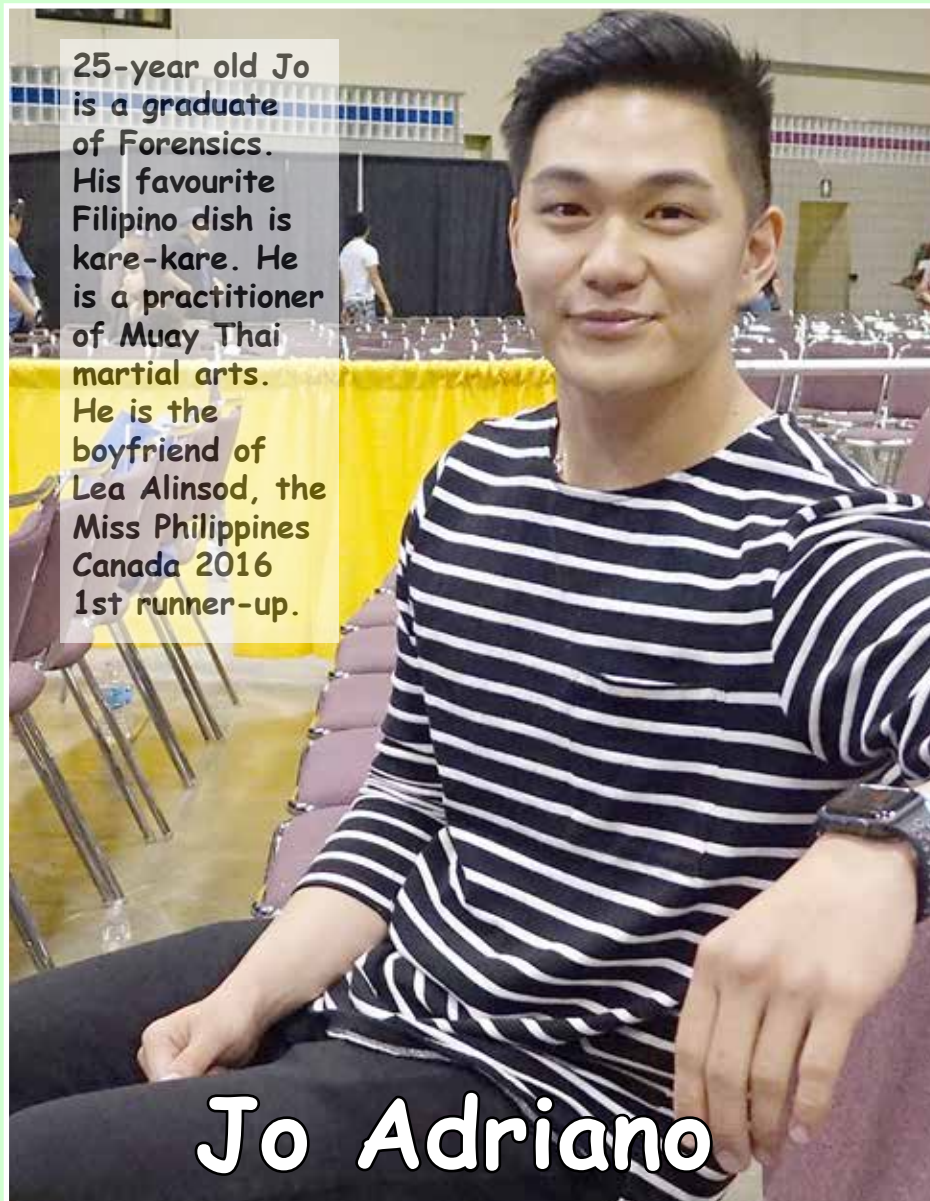 25-year old Jo
is a graduate
of Forensics.
His favourite
Filipino dish is
kare-kare. He
is a practitioner
of Muay Thai
martial arts.
He is the
boyfriend of
Lea Alinsod, the
Miss Philippines
Canada 2016
1st runner-up.
Jo Adriano